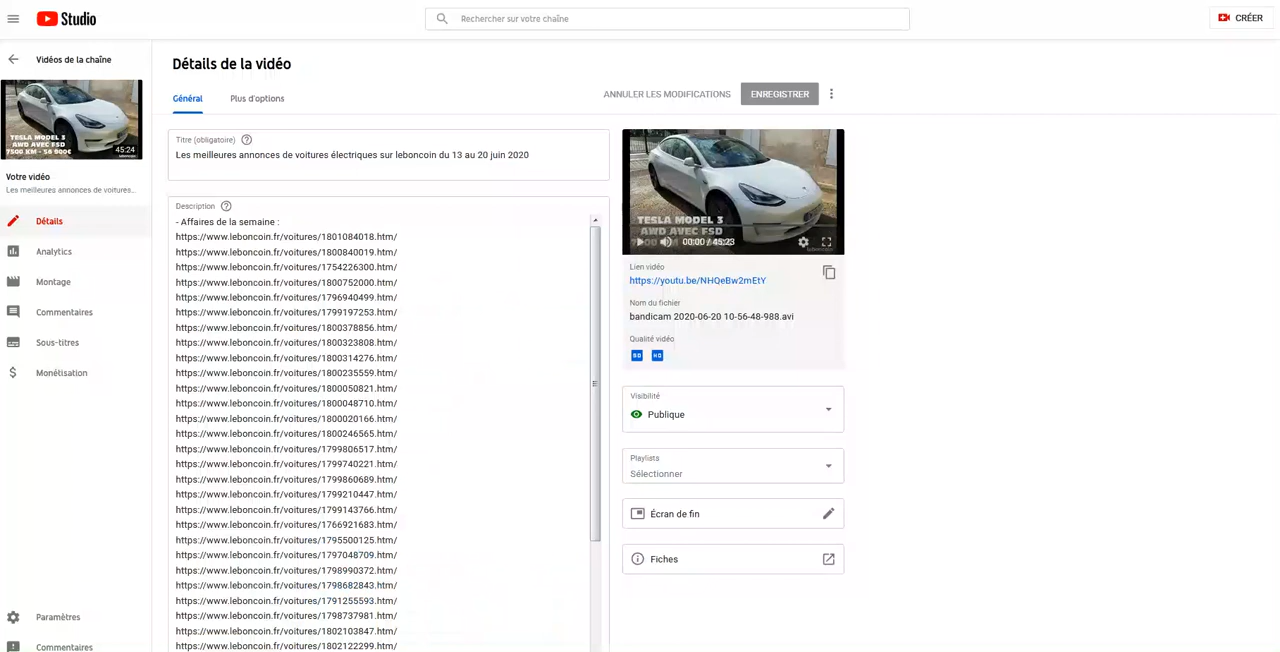 Studio
Rechercher sur votre chaîne
CRÉER
Vidéos de la chaîne
TESLA MODEL 3
AWD AVEC FSD
7500 KM - 56 900€
45:24
Votre vidéo
Les meilleures annonces de voitures...
Détails
Analytics
Montage
Commentaires
Sous-titres
Monétisation
Paramètres
Commentaires
Détails de la vidéo
Général
Plus d'options
ANNULER LES MODIFICATIONS
ENREGISTRER
Titre (obligatoire)
Les meilleures annonces de voitures électriques sur leboncoin du 13 au 20 juin 2020
Description
- Affaires de la semaine :
https://www.leboncoin.fr/voitures/1801084018.htm/
https://www.leboncoin.fr/voitures/1800840019.htm/
https://www.leboncoin.fr/voitures/1754226300.htm/
https://www.leboncoin.fr/voitures/1800752000.htm/
https://www.leboncoin.fr/voitures/1796940499.htm/
https://www.leboncoin.fr/voitures/1799197253.htm/
https://www.leboncoin.fr/voitures/1800378856.htm/
https://www.leboncoin.fr/voitures/1800323808.htm/
https://www.leboncoin.fr/voitures/1800314276.htm/
https://www.leboncoin.fr/voitures/1800235559.htm/
https://www.leboncoin.fr/voitures/1800050821.htm/
https://www.leboncoin.fr/voitures/1800048710.htm/
https://www.leboncoin.fr/voitures/1800020166.htm/
https://www.leboncoin.fr/voitures/1800246565.htm/
https://www.leboncoin.fr/voitures/1799806517.htm/
https://www.leboncoin.fr/voitures/1799740221.htm/
https://www.leboncoin.fr/voitures/1799860689.htm/
https://www.leboncoin.fr/voitures/1799210447.htm/
https://www.leboncoin.fr/voitures/1799143766.htm/
https://www.leboncoin.fr/voitures/1766921683.htm/
https://www.leboncoin.fr/voitures/1795500125.htm/
https://www.leboncoin.fr/voitures/1797048709.htm/
https://www.leboncoin.fr/voitures/1798990372.htm/
https://www.leboncoin.fr/voitures/1798682843.htm/
https://www.leboncoin.fr/voitures/1791255593.htm/
https://www.leboncoin.fr/voitures/1798737981.htm/
https://www.leboncoin.fr/voitures/1802103847.htm/
https://www.leboncoin.fr/voitures/1802122299.htm/
TESLA MODEL 3
AWD AVEC FSD
00:00 / 45:23
Lien vidéo
https://youtu.be/NHQeBw2mEtY
Nom du fichier
bandicam 2020-06-20 10-56-48-988.avi
Qualité vidéo
SD HD
Visibilité
Publique
Playlists
Sélectionner
Écran de fin
Fiches